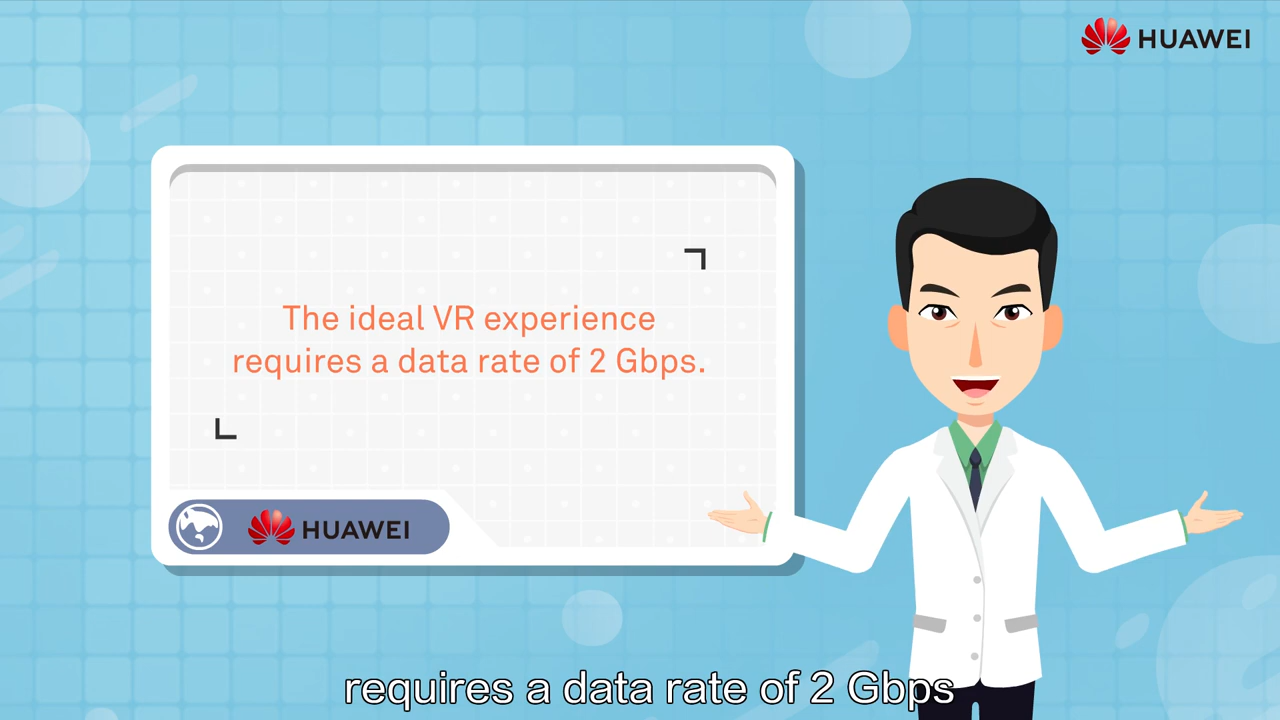 HUAWEI
The ideal VR experience
requires a data rate of 2 Gbps.
HUAWEI
requires a data rate of 2 Gbps